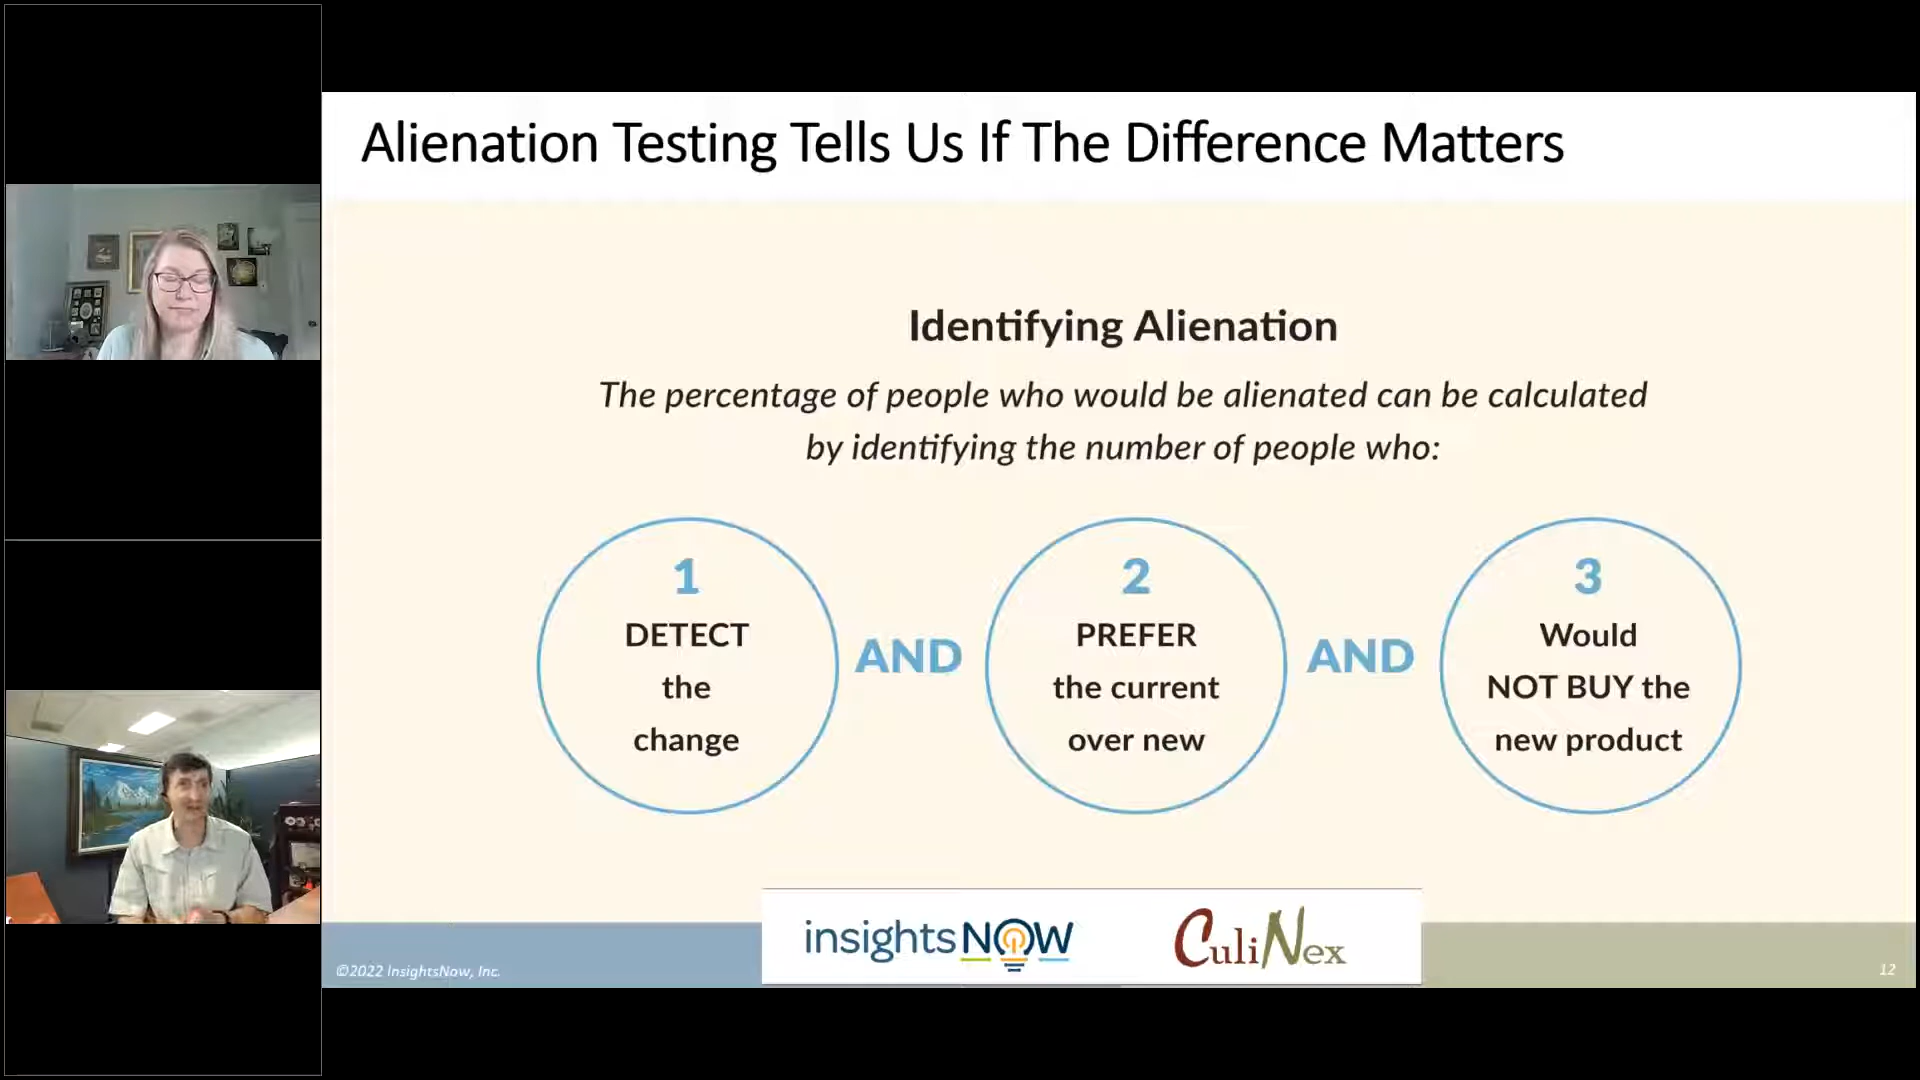 Alienation Testing Tells Us If The Difference Matters
Identifying Alienation
The percentage of people who would be alienated can be calculated
by identifying the number of people who:
1
DETECT
the
change
AND
2
PREFER
the current
over new
AND
3
Would
NOT BUY the
new product
insightsNOW
CuliNex
©2022 InsightsNow, Inc.
12